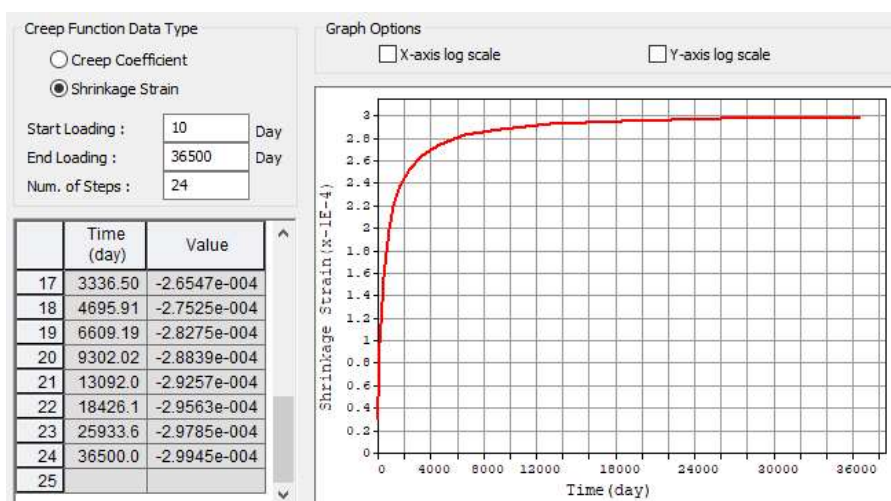 Creep Function Data Type
Creep Coefficient
Shrinkage Strain
Start Loading : 10 Day
End Loading : 36500 Day
Num. of Steps : 24
Time (day) Value
17 3336.50 -2.6547e-004
18 4695.91 -2.7525e-004
19 6609.19 -2.8275e-004
20 9302.02 -2.8839e-004
21 13092.0 -2.9257e-004
22 18426.1 -2.9563e-004
23 25933.6 -2.9785e-004
24 36500.0 -2.9945e-004
25
Graph Options
X-axis log scale Y-axis log scale
Shrinkage Strain(x-1E-4)
3
2.8
2.6
2.4
2.2
2
1.8
1.6
1.4
1.2
1
0.8
0.6
0.4
0.2
0
0 4000 8000 12000 18000 24000 30000 36000
Time(day)